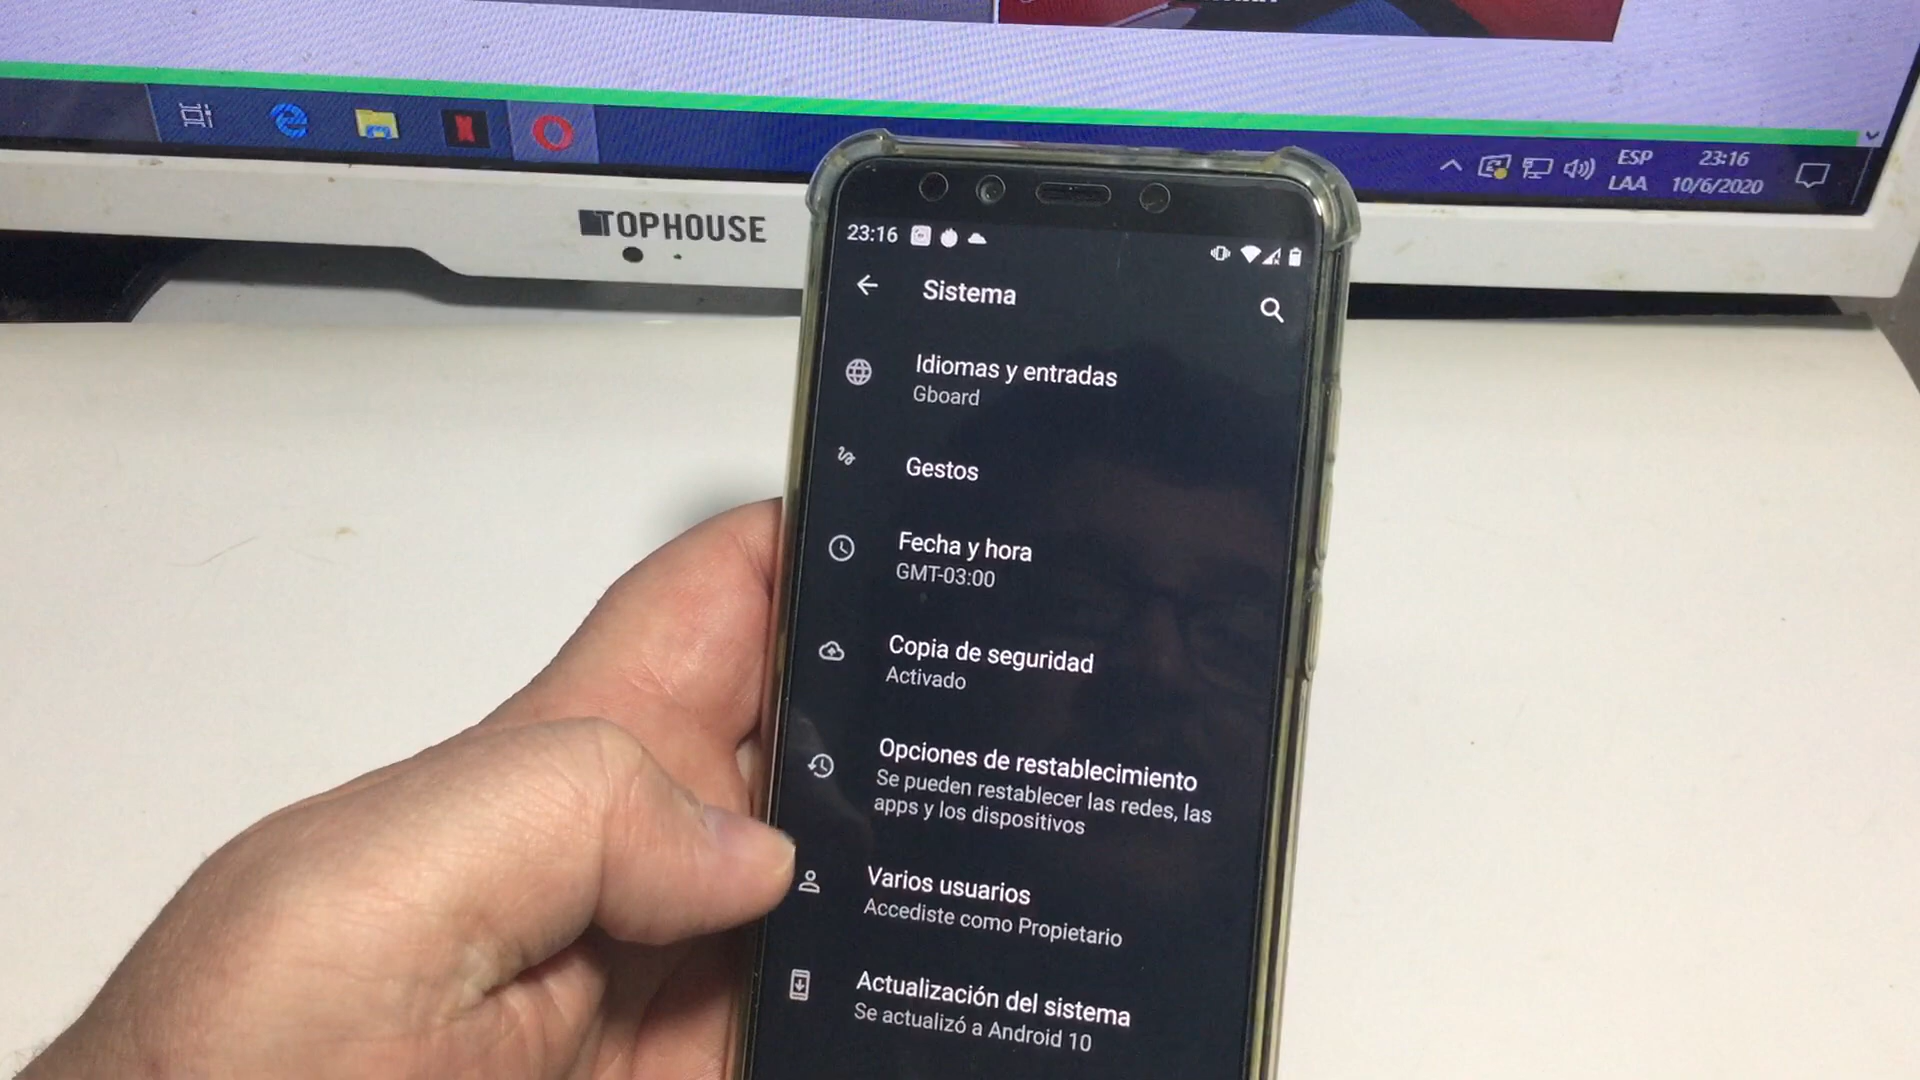 ESP
LAA
23:16
10/6/2020
TOPHOUSE
23:16
Sistema
Idiomas y entradas
Gboard
Gestos
Fecha y hora
GMT-03:00
Copia de seguridad
Activado
Opciones de restablecimiento
Se pueden restablecer las redes, las
apps y los dispositivos
Varios usuarios
Accediste como Propietario
Actualización del sistema
Se actualizó a Android 10